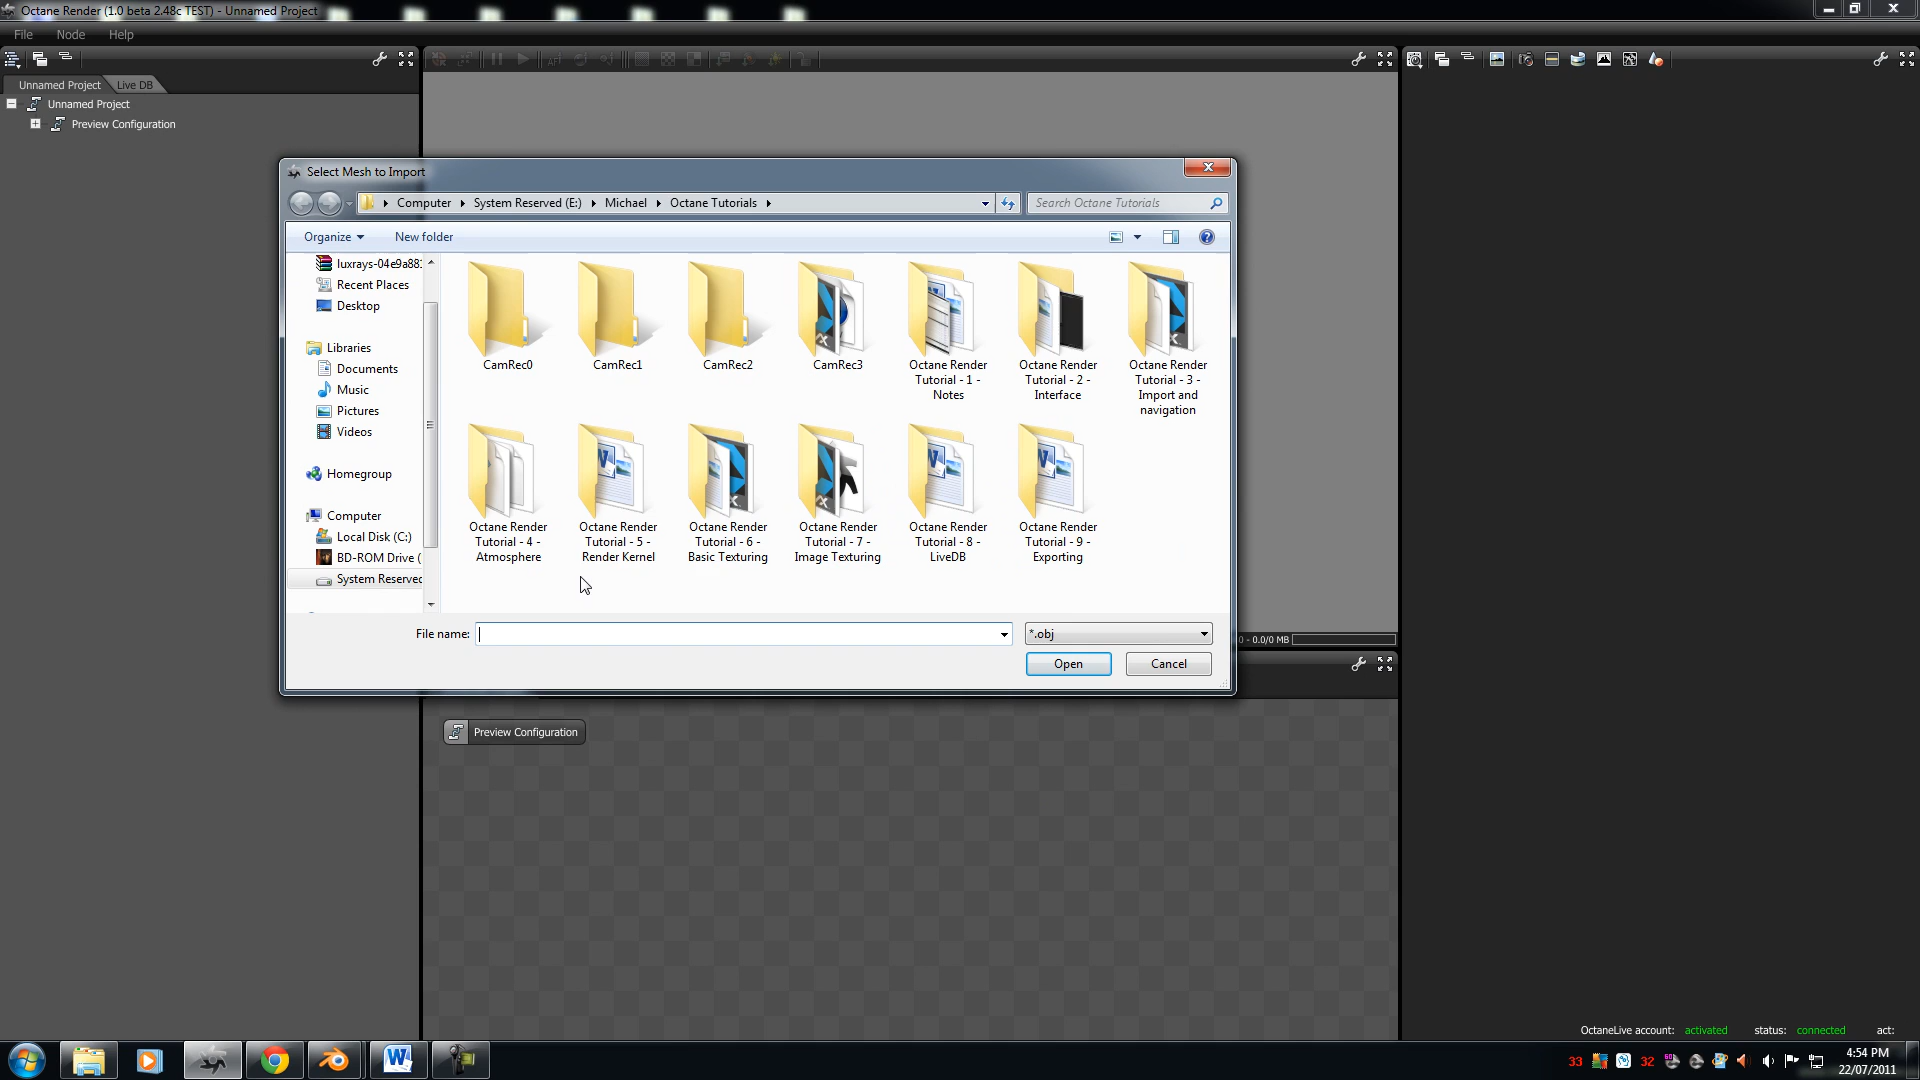 Octane Render (1.0 beta 2.48c TEST) - Unnamed Project
File Node Help
Unnamed Project Live DB
Unnamed Project
Preview Configuration
Select Mesh to Import
Computer System Reserved (E:) Michael Octane Tutorials
Search Octane Tutorials
Organize New folder
luxrays-04e9a881
Recent Places
Desktop
Libraries
Documents
Music
Pictures
Videos
Homegroup
Computer
Local Disk (C:)
BD-ROM Drive (
System Reserved
CamRec0
CamRec1
CamRec2
CamRec3
Octane Render
Tutorial - 1 -
Notes
Octane Render
Tutorial - 2 -
Interface
Octane Render
Tutorial - 3 -
Import and
navigation
Octane Render
Tutorial - 4 -
Atmosphere
Octane Render
Tutorial - 5 -
Render Kernel
Octane Render
Tutorial - 6 -
Basic Texturing
Octane Render
Tutorial - 7 -
Image Texturing
Octane Render
Tutorial - 8 -
LiveDB
Octane Render
Tutorial - 9 -
Exporting
File name:
*.obj
Open Cancel
0 - 0.0/0 MB
Preview Configuration
OctaneLive account: activated status: connected act:
33 32
4:54 PM
22/07/2011